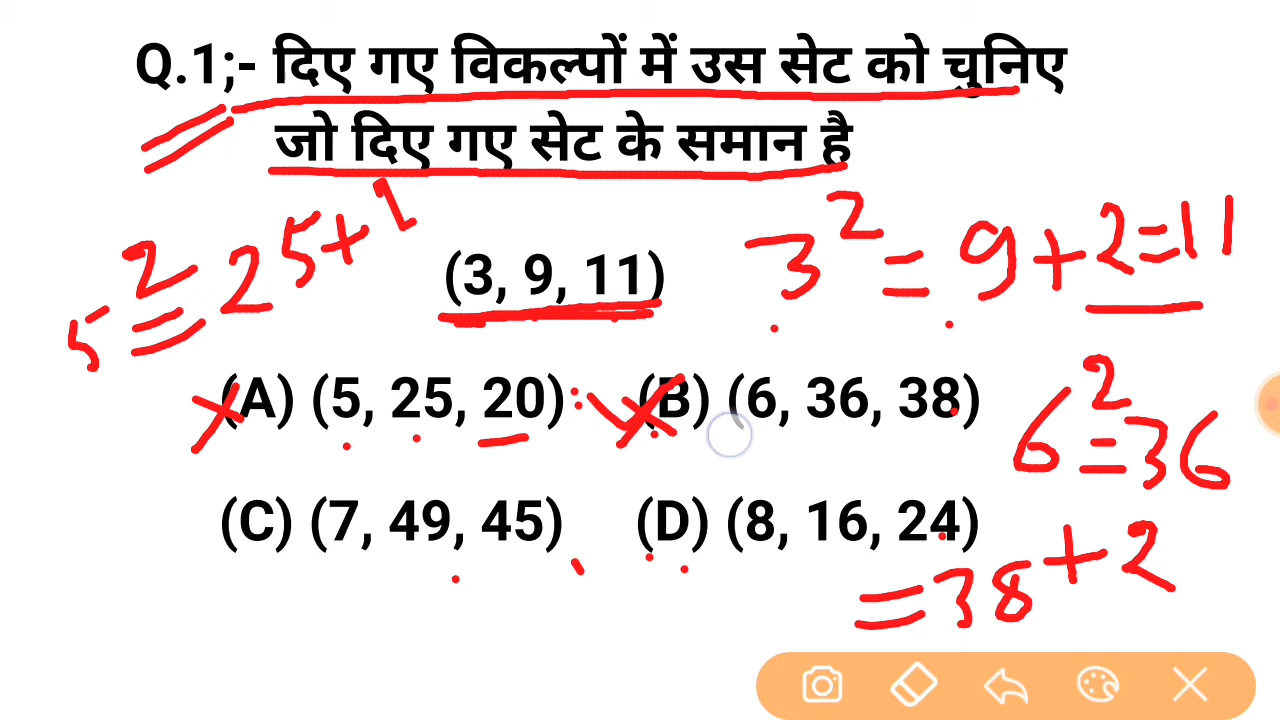 Q.1;- दिए गए विकल्पों में उस सेट को चुनिए
जो दिए गए सेट के समान है
5² = 25+1
(3, 9, 11)
3² = 9+2=11
(A) (5, 25, 20)
(B) (6, 36, 38)
6² =36
(C) (7, 49, 45)
(D) (8, 16, 24)
=38+2